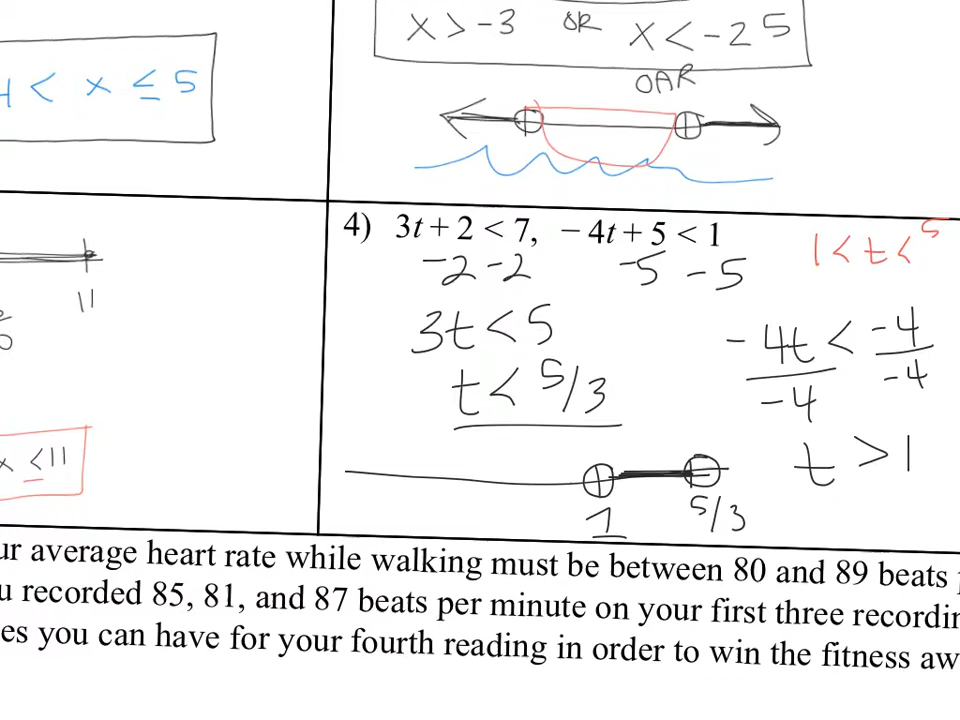 x > -3 OR x < -2 5
OAR
4 < x ≤ 5
4) 3t + 2 < 7, − 4t + 5 < 1
1 < t < 5
-2 -2 -5 -5
11
0
3t < 5
-4t < -4
-4 -4
t < 5/3
t > 1
x ≤ 11
1 5/3
ur average heart rate while walking must be between 80 and 89 beats
u recorded 85, 81, and 87 beats per minute on your first three recordin
es you can have for your fourth reading in order to win the fitness aw